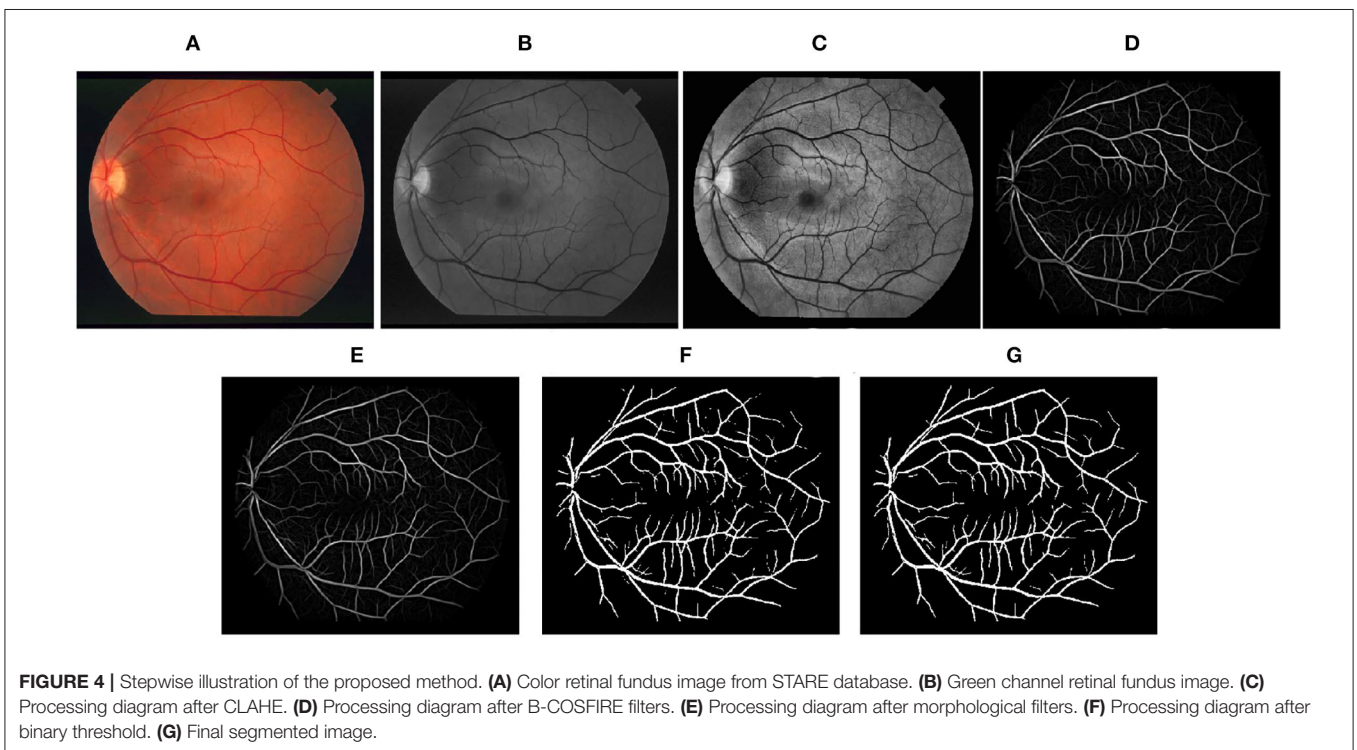 A B C D
E F G
FIGURE 4 | Stepwise illustration of the proposed method. (A) Color retinal fundus image from STARE database. (B) Green channel retinal fundus image. (C)
Processing diagram after CLAHE. (D) Processing diagram after B-COSFIRE filters. (E) Processing diagram after morphological filters. (F) Processing diagram after
binary threshold. (G) Final segmented image.